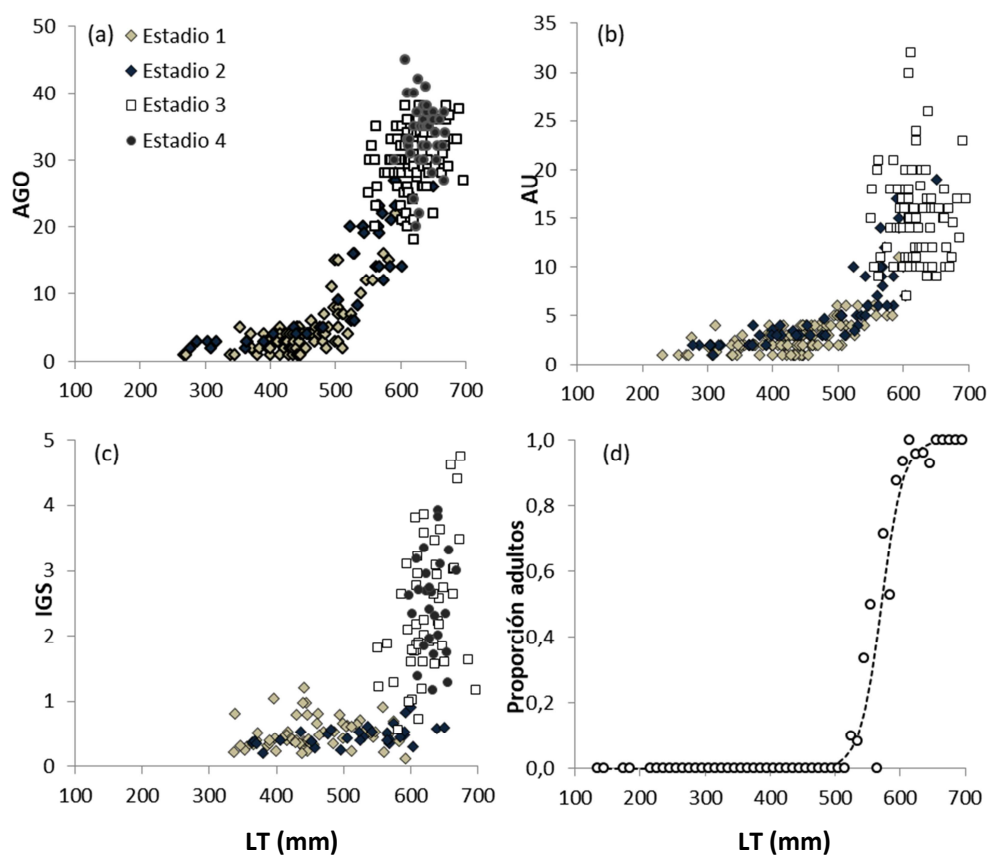 (a)
Estadio 1
Estadio 2
Estadio 3
Estadio 4
AGO
50
40
30
20
10
0
100 200 300 400 500 600 700
(b)
AU
35
30
25
20
15
10
5
0
100 200 300 400 500 600 700
(c)
IGS
5
4
3
2
1
0
100 200 300 400 500 600 700
LT (mm)
(d)
Proporción adultos
1,0
0,8
0,6
0,4
0,2
0,0
100 200 300 400 500 600 700
LT (mm)